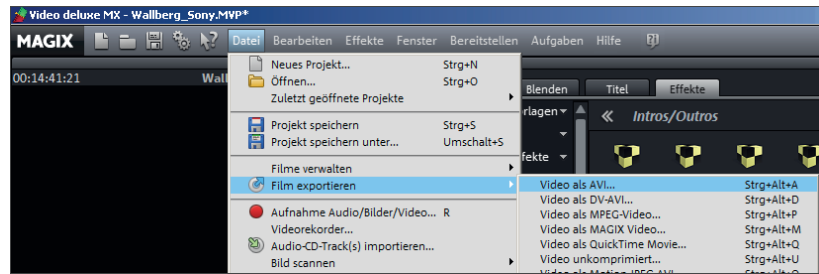 Video deluxe MX - Wallberg_Sony.MVP*
MAGIX Datei Bearbeiten Effekte Fenster Bereitstellen Aufgaben Hilfe
00:14:41:21
Neues Projekt... Strg+N
Öffnen... Strg+O
Zuletzt geöffnete Projekte
Projekt speichern Strg+S
Projekt speichern unter... Umschalt+S
Filme verwalten
Film exportieren
Aufnahme Audio/Bilder/Video... R
Videorekorder...
Audio-CD-Track(s) importieren...
Bild scannen
Blenden Titel Effekte
Intros/Outros
Video als AVI... Strg+Alt+A
Video als DV-AVI... Strg+Alt+D
Video als MPEG-Video... Strg+Alt+P
Video als MAGIX Video... Strg+Alt+M
Video als QuickTime Movie... Strg+Alt+Q
Video unkomprimiert... Strg+Alt+U